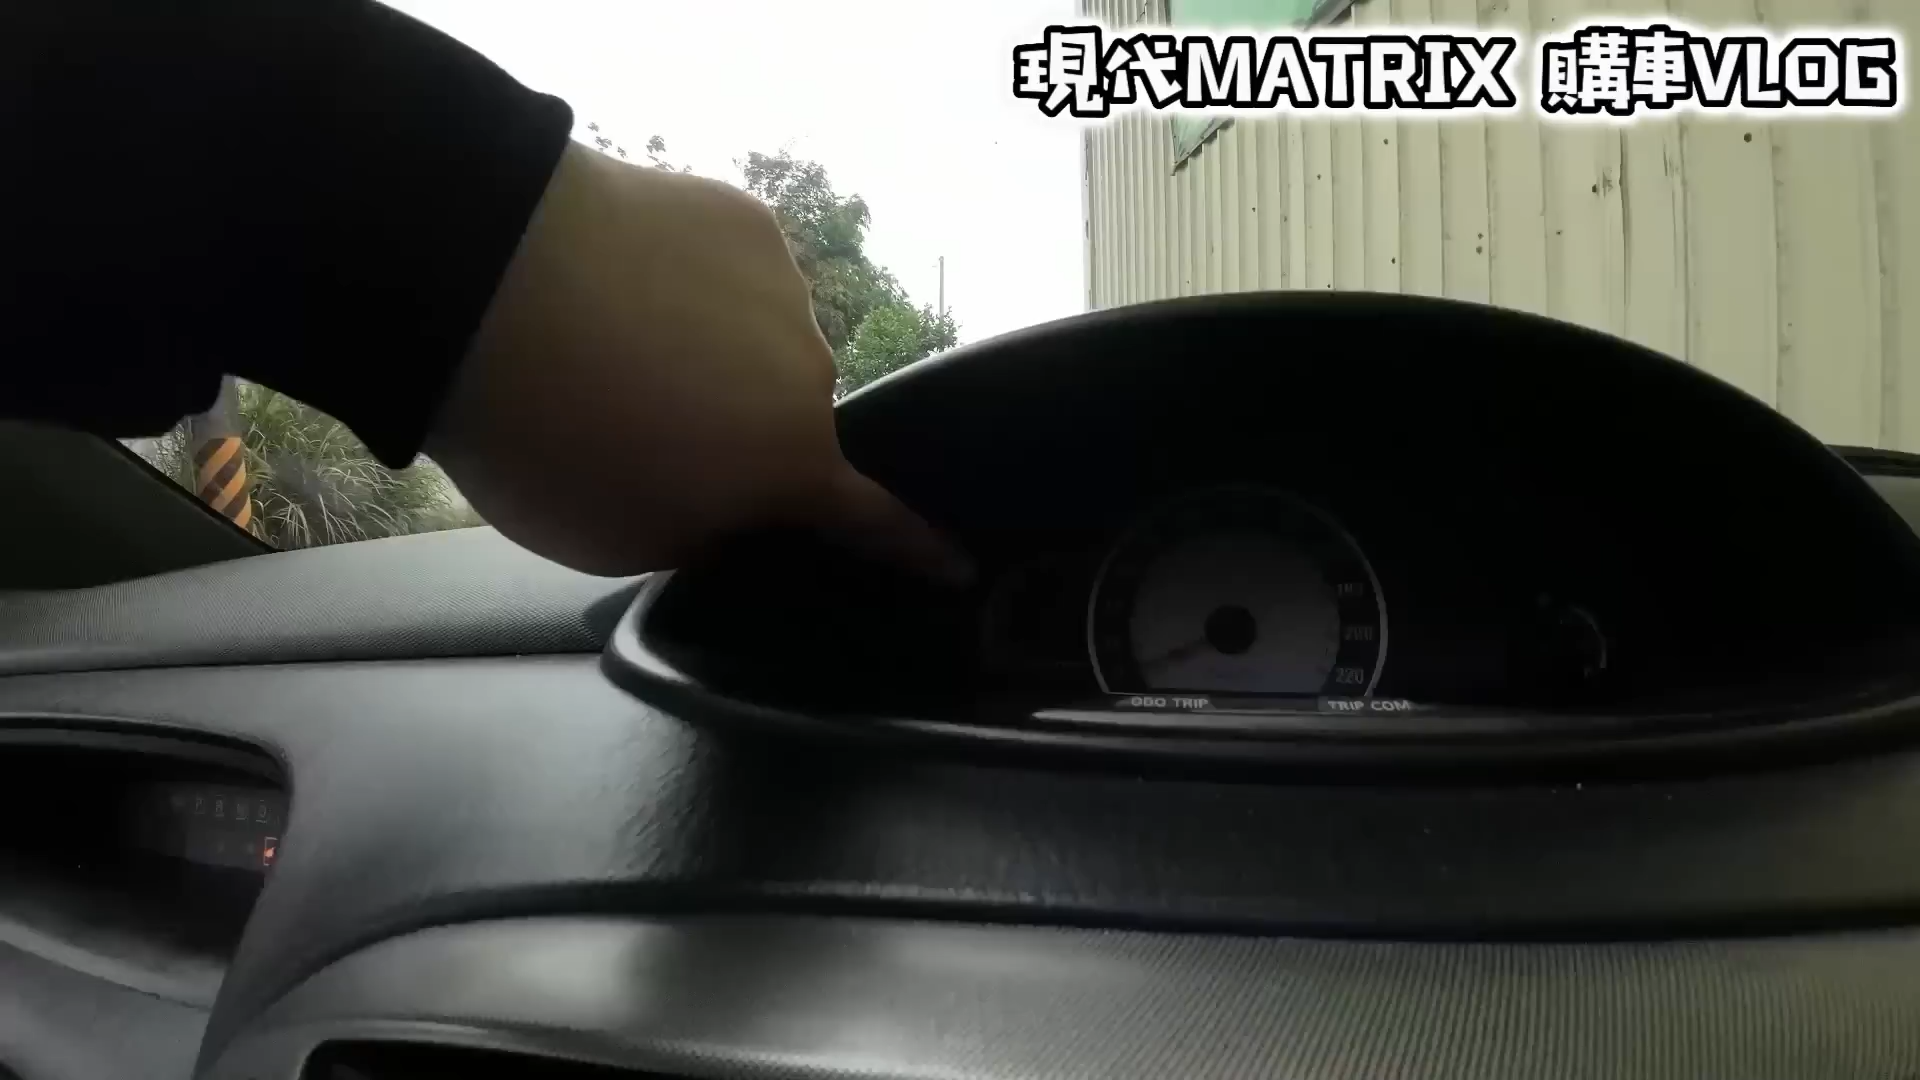 現代MATRIX 購車VLOG
180
200
220
ODO TRIP
TRIP COM